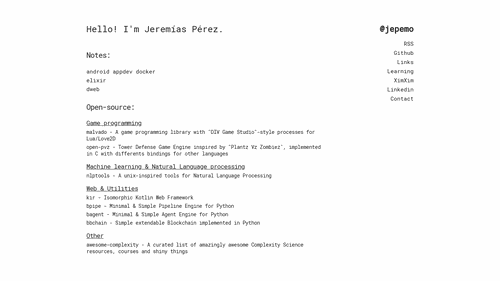 Hello! I'm Jeremías Pérez.
@jepemo
RSS
Github
Links
Learning
XimXim
Linkedin
Contact
Notes:
android appdev docker
elixir
dweb
Open-source:
Game programming
malvado - A game programming library with "DIV Game Studio"-style processes for
Lua/Love2D
open-pvz - Tower Defense Game Engine inspired by "Plantz Vz Zombiez", implemented
in C with differents bindings for other languages
Machine learning & Natural Language processing
nlptools - A unix-inspired tools for Natural Language Processing
Web & Utilities
kir - Isomorphic Kotlin Web Framework
bpipe - Minimal & Simple Pipeline Engine for Python
bagent - Minimal & Simple Agent Engine for Python
bbchain - Simple extendable Blockchain implemented in Python
Other
awesome-complexity - A curated list of amazingly awesome Complexity Science
resources, courses and shiny things